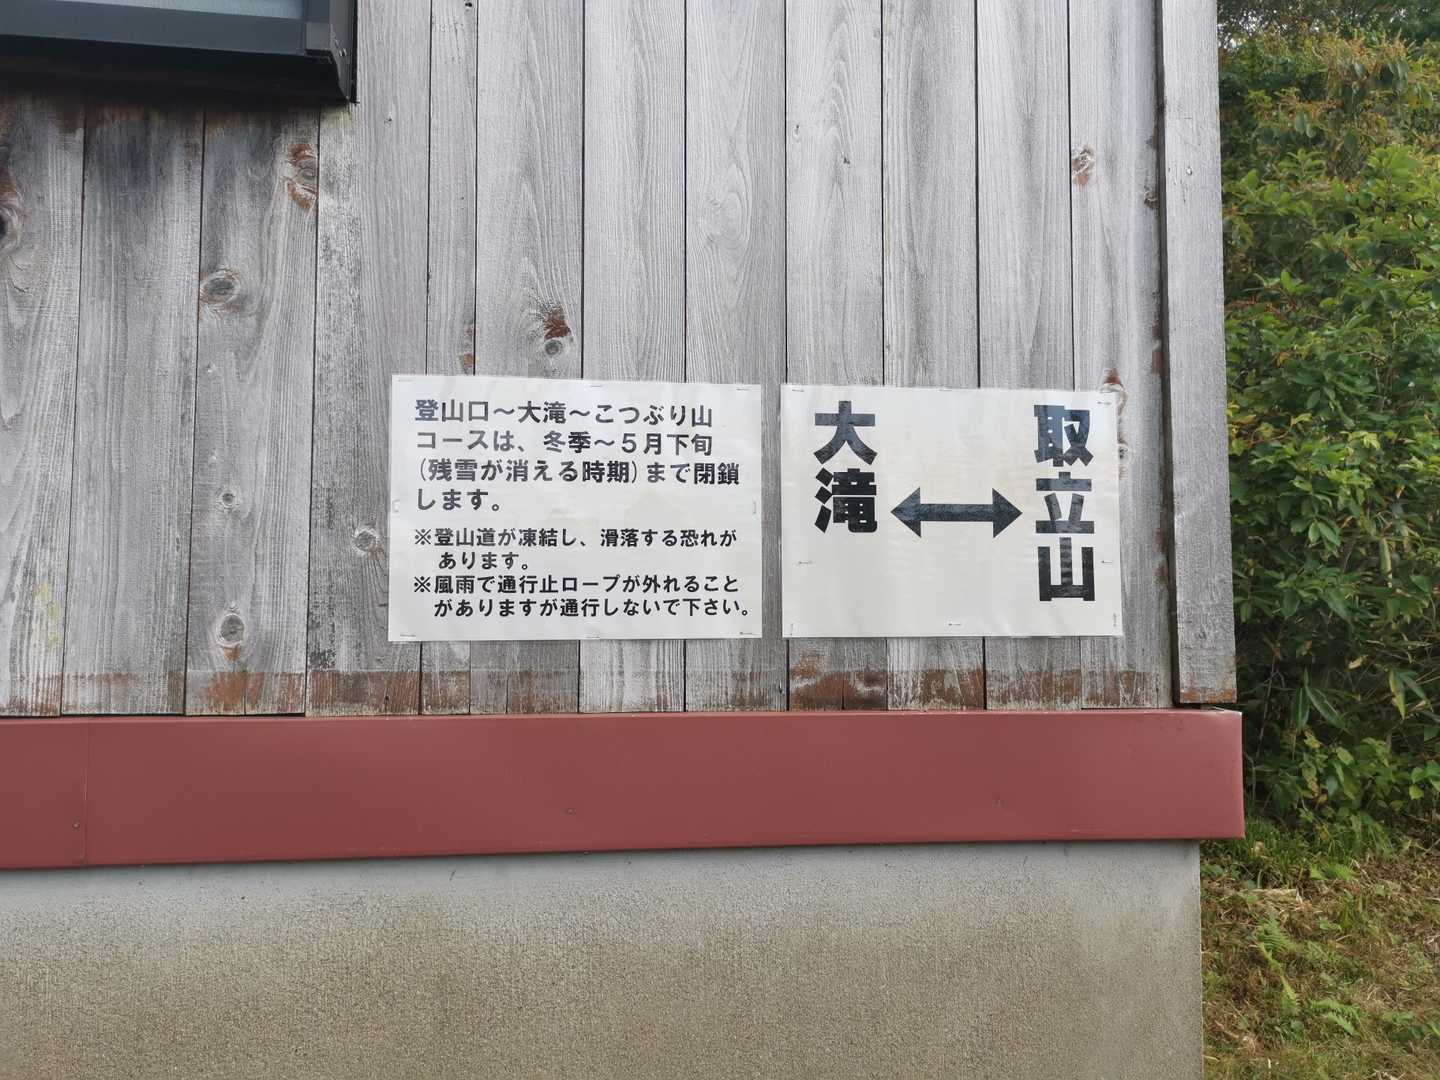 登山口～大滝～こつぶり山
コースは、冬季～５月下旬
(残雪が消える時期)まで閉鎖
します。
※登山道が凍結し、滑落する恐れが
あります。
※風雨で通行止ロープが外れること
がありますが通行しないで下さい。
大滝
取立山